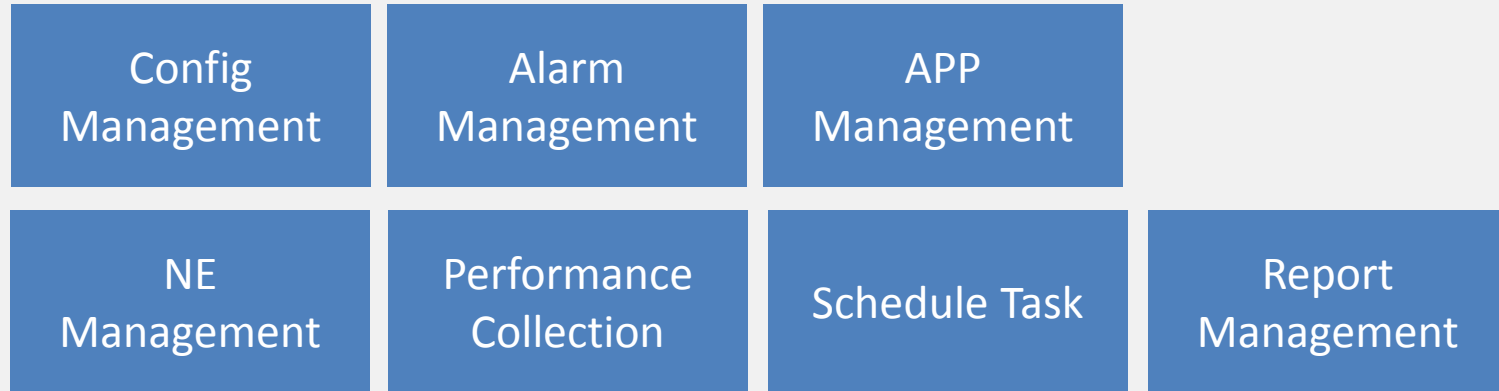 Config
Management
Alarm
Management
APP
Management
NE
Management
Performance
Collection
Schedule Task
Report
Management